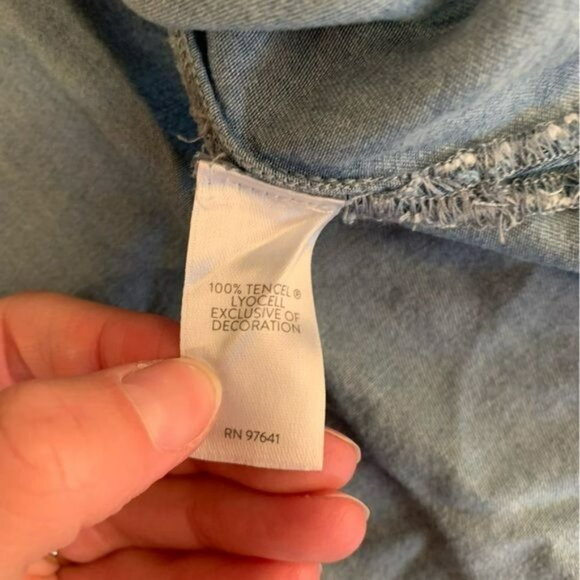 100% TENCEL®
LYOCELL
EXCLUSIVE OF
DECORATION
RN 97641